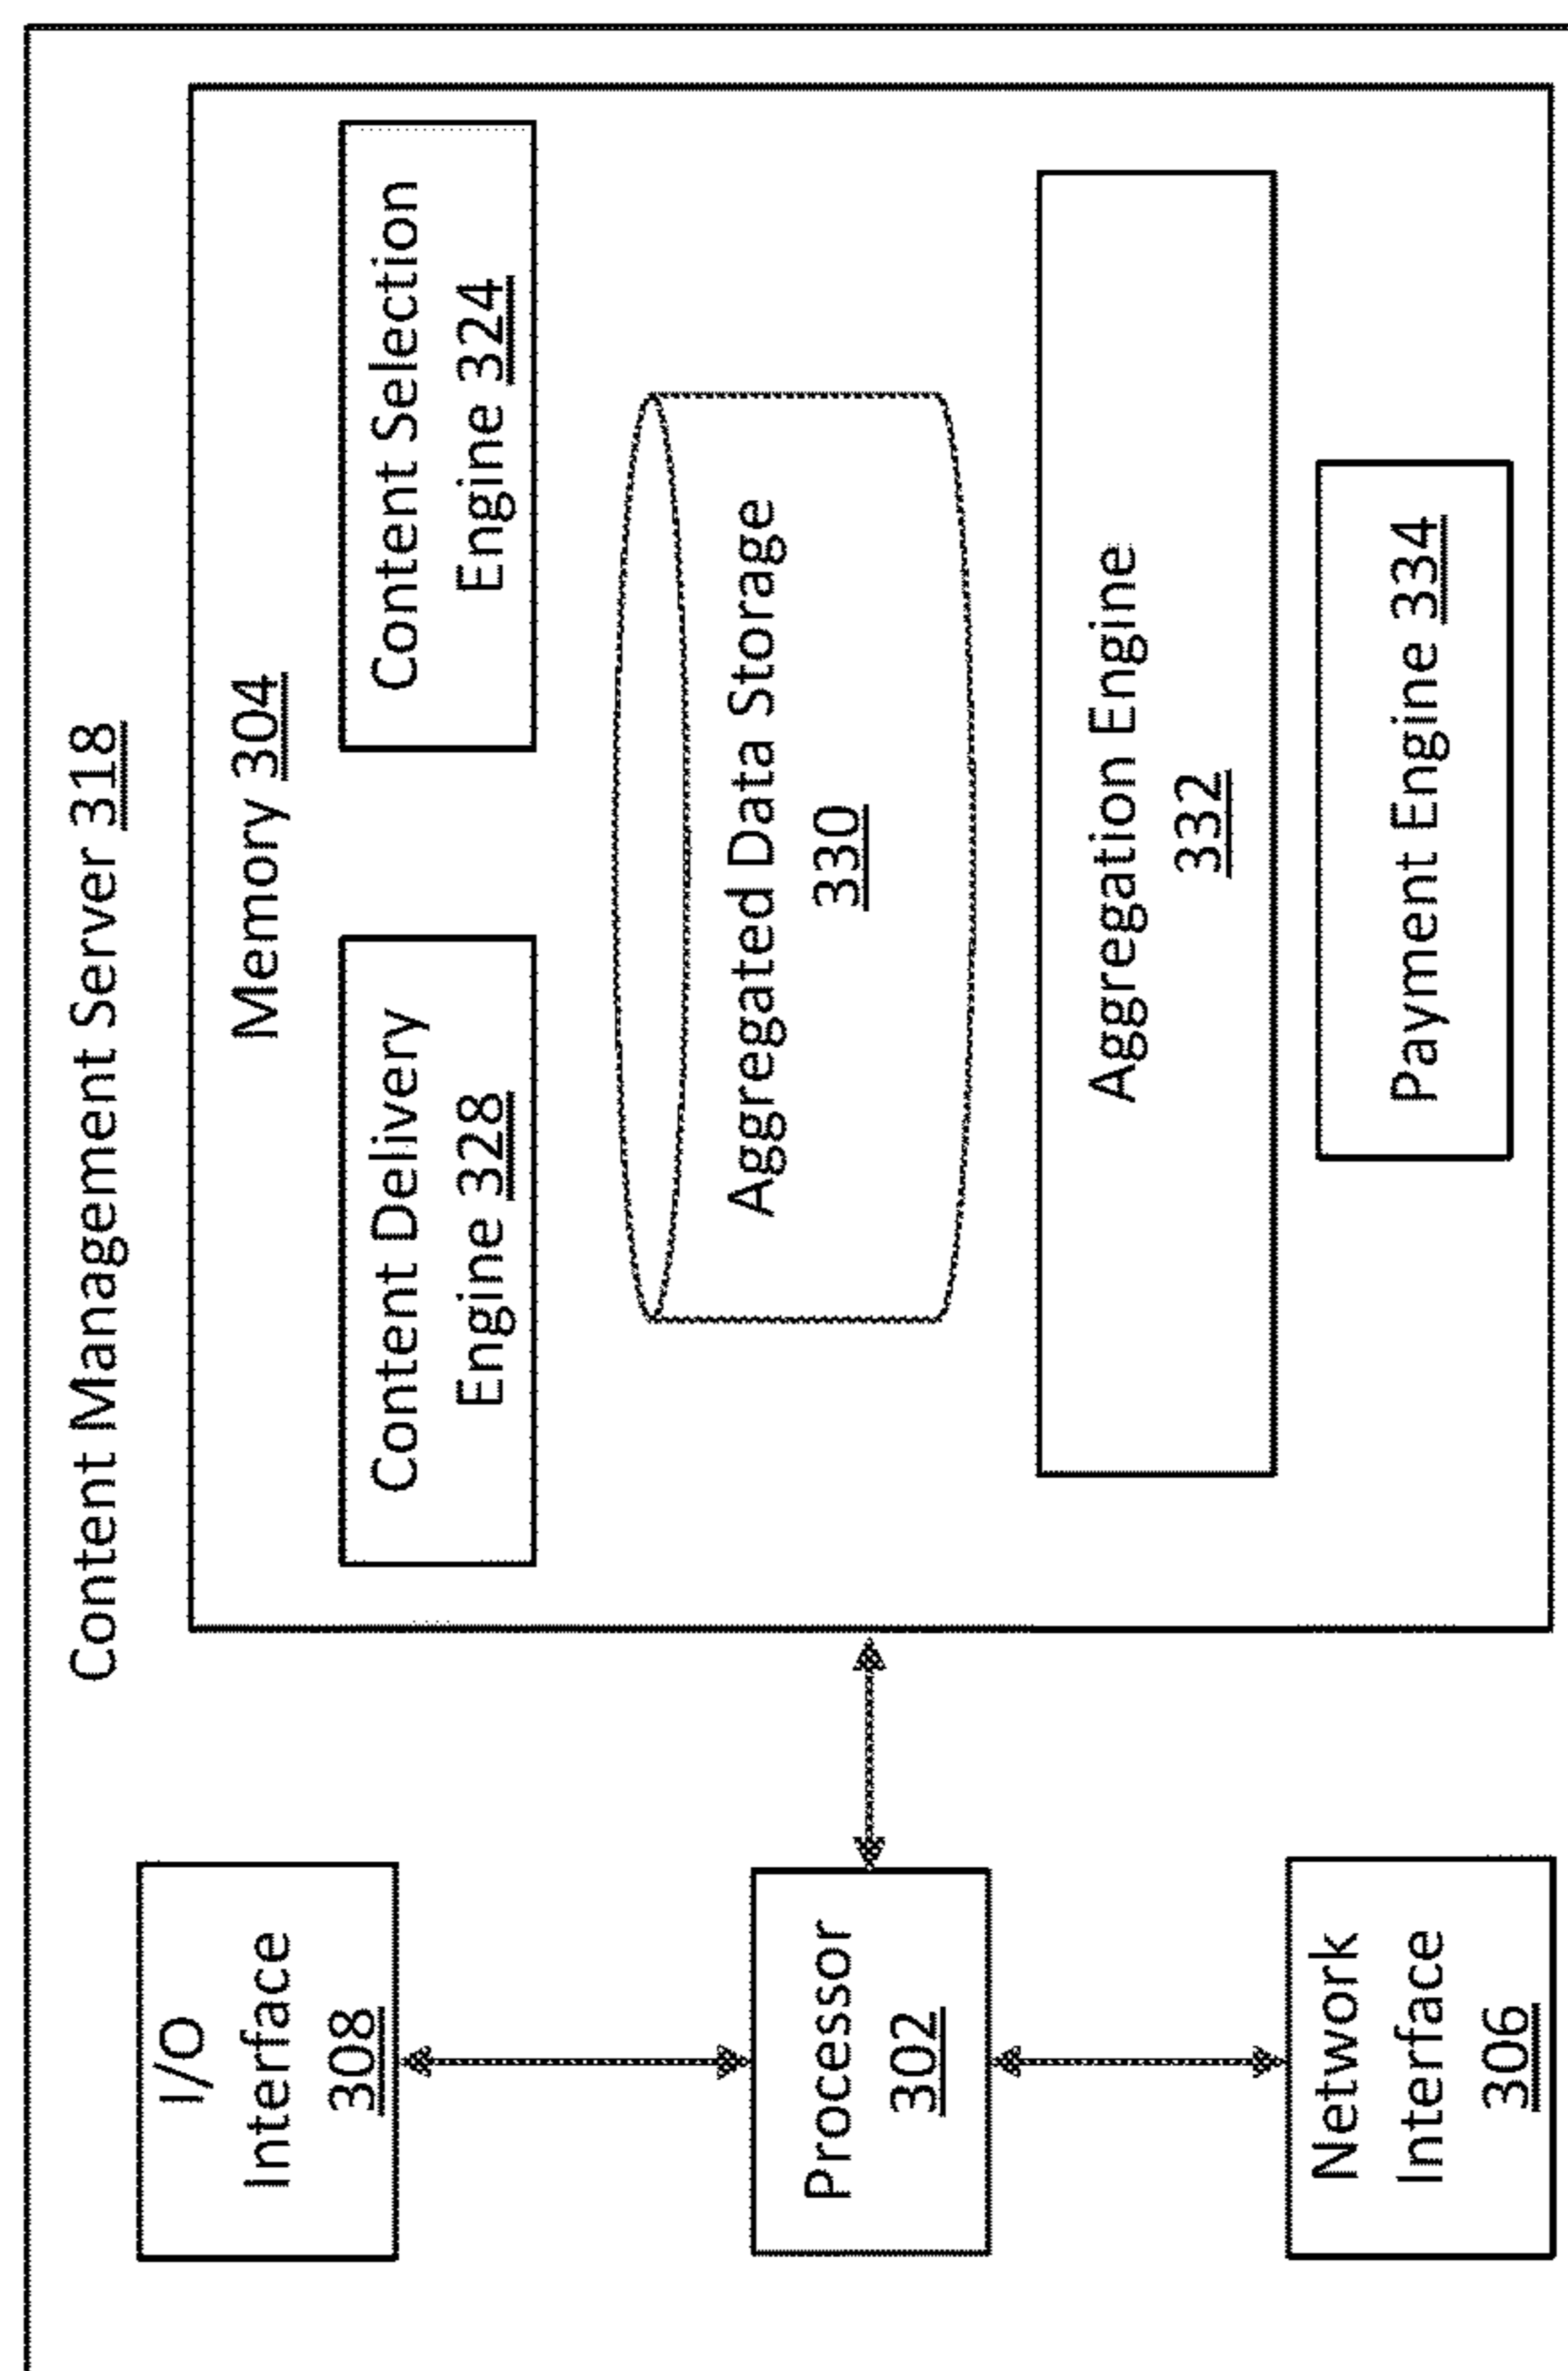 Content Management Server 318
I/O
Interface
308
Processor
302
Network
Interface
306
Memory 304
Content Delivery
Engine 328
Content Selection
Engine 324
Aggregated Data Storage
330
Aggregation Engine
332
Payment Engine 334